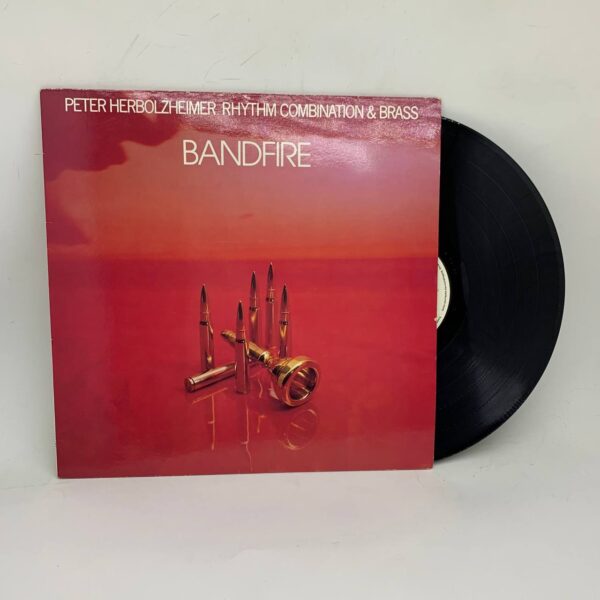 PETER HERBOLZHEIMER RHYTHM COMBINATION & BRASS
BANDFIRE